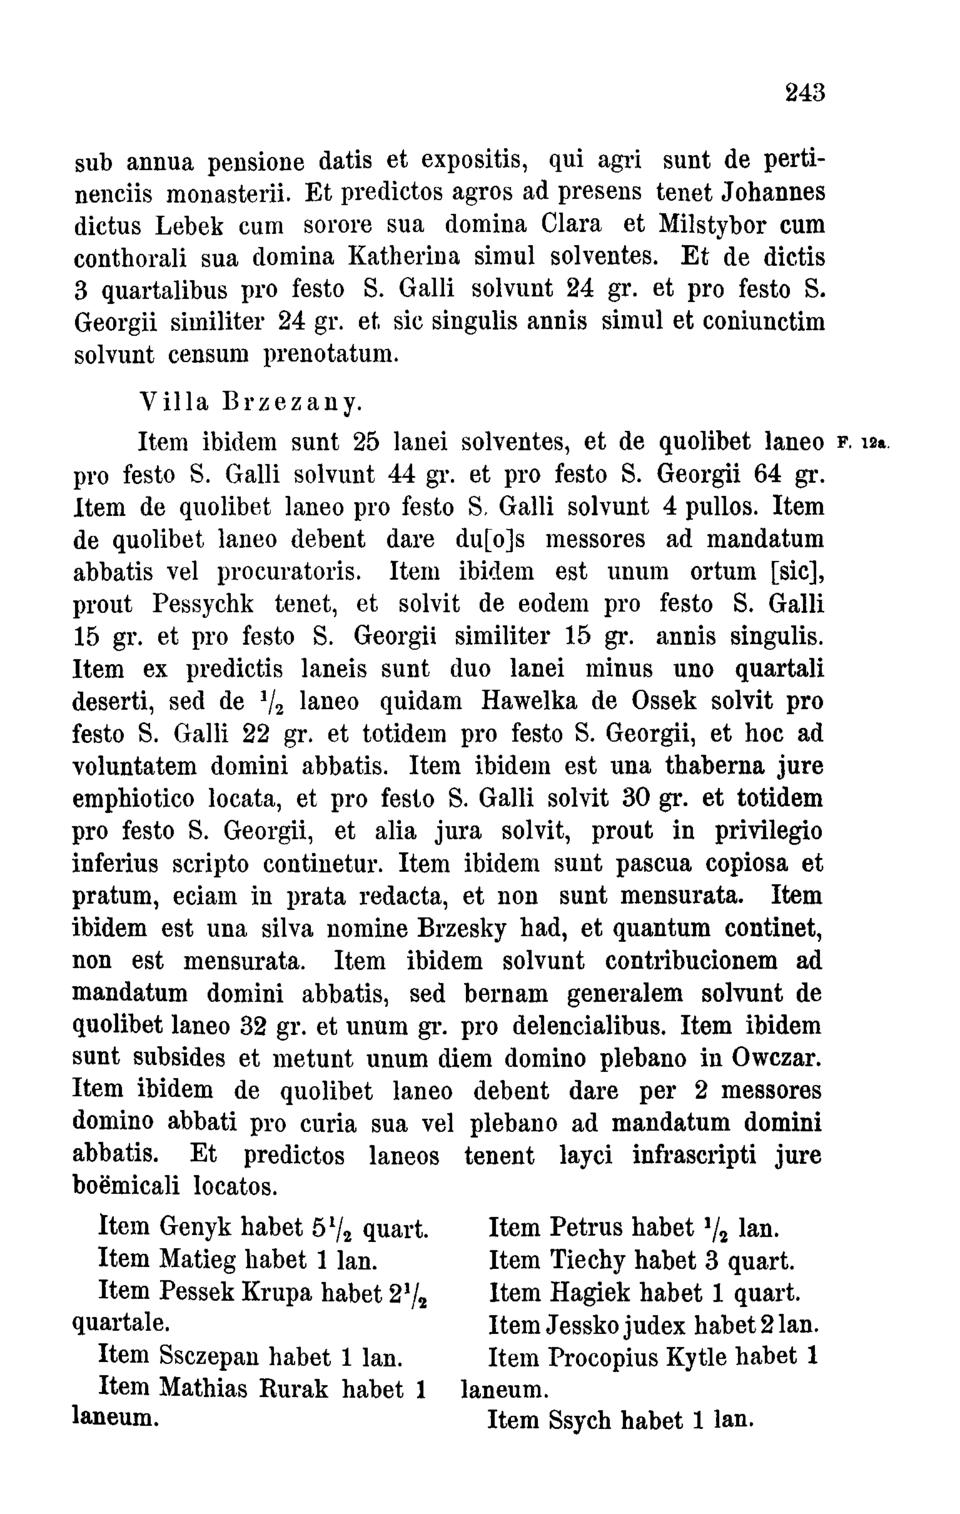 243
sub annua pensione datis et expositis, qui agri sunt de perti-
nenciis monasterii. Et predictos agros ad presens tenet Johannes
dictus Lebek cum sorore sua domina Clara et Milstybor cum
conthorali sua domina Katherina simul solventes. Et de dictis
3 quartalibus pro festo S. Galli solvunt 24 gr. et pro festo S.
Georgii similiter 24 gr. et sic singulis annis simul et coniunctim
solvunt censum prenotatum.
Villa Brzezany.
Item ibidem sunt 25 lanei solventes, et de quolibet laneo F. 12a.
pro festo S. Galli solvunt 44 gr. et pro festo S. Georgii 64 gr.
Item de quolibet laneo pro festo S. Galli solvunt 4 pullos. Item
de quolibet laneo debent dare du[o]s messores ad mandatum
abbatis vel procuratoris. Item ibidem est unum ortum [sic],
prout Pessychk tenet, et solvit de eodem pro festo S. Galli
15 gr. et pro festo S. Georgii similiter 15 gr. annis singulis.
Item ex predictis laneis sunt duo lanei minus uno quartali
deserti, sed de 1/2 laneo quidam Hawelka de Ossek solvit pro
festo S. Galli 22 gr. et totidem pro festo S. Georgii, et hoc ad
voluntatem domini abbatis. Item ibidem est una thaberna jure
emphiotico locata, et pro festo S. Galli solvit 30 gr. et totidem
pro festo S. Georgii, et alia jura solvit, prout in privilegio
inferius scripto continetur. Item ibidem sunt pascua copiosa et
pratum, eciam in prata redacta, et non sunt mensurata. Item
ibidem est una silva nomine Brzesky had, et quantum continet,
non est mensurata. Item ibidem solvunt contribucionem ad
mandatum domini abbatis, sed bernam generalem solvunt de
quolibet laneo 32 gr. et unum gr. pro delencialibus. Item ibidem
sunt subsides et metunt unum diem domino plebano in Owczar.
Item ibidem de quolibet laneo debent dare per 2 messores
domino abbati pro curia sua vel plebano ad mandatum domini
abbatis. Et predictos laneos tenent layci infrascripti jure
boëmicali locatos.
Item Genyk habet 5 1/2 quart.
Item Matieg habet 1 lan.
Item Pessek Krupa habet 2 1/2
quartale.
Item Ssczepan habet 1 lan.
Item Mathias Rurak habet 1
laneum.
Item Petrus habet 1/2 lan.
Item Tiechy habet 3 quart.
Item Hagiek habet 1 quart.
Item Jessko judex habet 2 lan.
Item Procopius Kytle habet 1
laneum.
Item Ssych habet 1 lan.